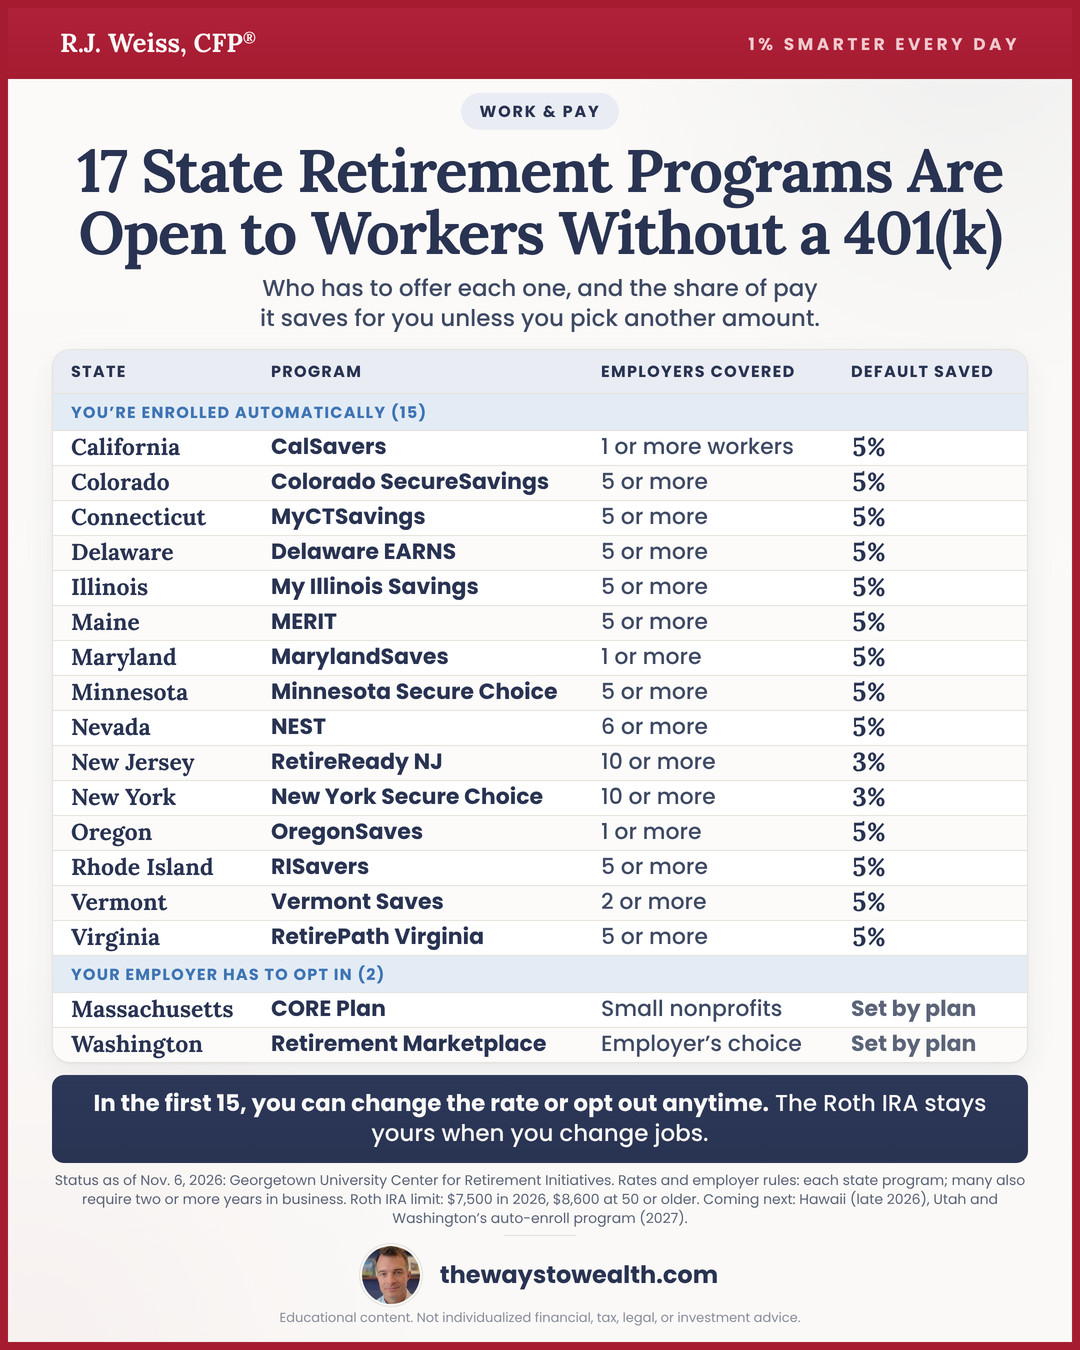 R.J. Weiss, CFP®
1% SMARTER EVERY DAY
WORK & PAY
17 State Retirement Programs Are
Open to Workers Without a 401(k)
Who has to offer each one, and the share of pay
it saves for you unless you pick another amount.
STATE PROGRAM EMPLOYERS COVERED DEFAULT SAVED
YOU’RE ENROLLED AUTOMATICALLY (15)
California CalSavers 1 or more workers 5%
Colorado Colorado SecureSavings 5 or more 5%
Connecticut MyCTSavings 5 or more 5%
Delaware Delaware EARNS 5 or more 5%
Illinois My Illinois Savings 5 or more 5%
Maine MERIT 5 or more 5%
Maryland MarylandSaves 1 or more 5%
Minnesota Minnesota Secure Choice 5 or more 5%
Nevada NEST 6 or more 5%
New Jersey RetireReady NJ 10 or more 3%
New York New York Secure Choice 10 or more 3%
Oregon OregonSaves 1 or more 5%
Rhode Island RISavers 5 or more 5%
Vermont Vermont Saves 2 or more 5%
Virginia RetirePath Virginia 5 or more 5%
YOUR EMPLOYER HAS TO OPT IN (2)
Massachusetts CORE Plan Small nonprofits Set by plan
Washington Retirement Marketplace Employer’s choice Set by plan
In the first 15, you can change the rate or opt out anytime. The Roth IRA stays
yours when you change jobs.
Status as of Nov. 6, 2026: Georgetown University Center for Retirement Initiatives. Rates and employer rules: each state program; many also
require two or more years in business. Roth IRA limit: $7,500 in 2026, $8,600 at 50 or older. Coming next: Hawaii (late 2026), Utah and
Washington’s auto-enroll program (2027).
thewaystowealth.com
Educational content. Not individualized financial, tax, legal, or investment advice.